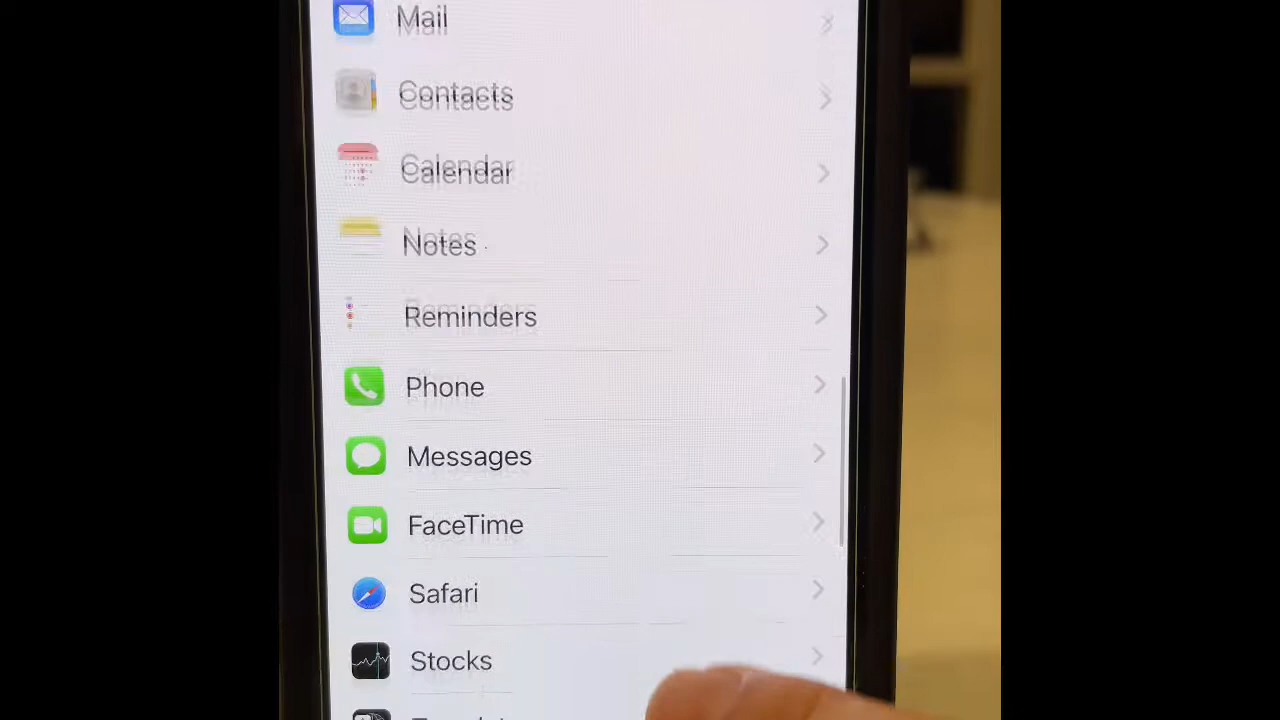 Mail
Contacts
Calendar
Notes
Reminders
Phone
Messages
FaceTime
Safari
Stocks